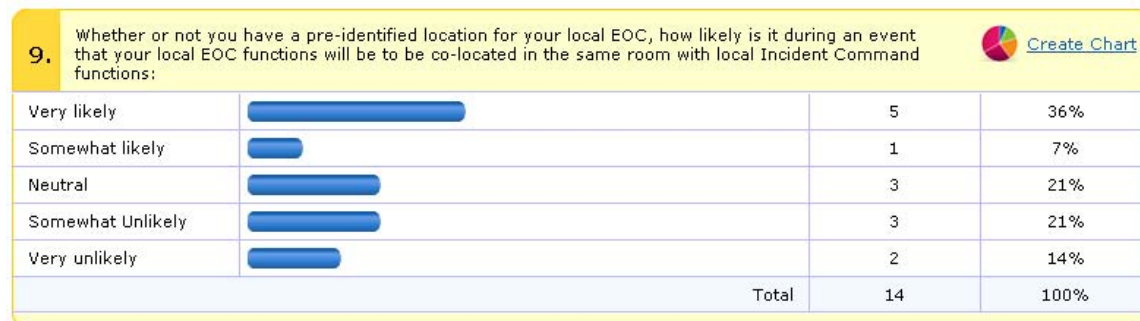 9. Whether or not you have a pre-identified location for your local EOC, how likely is it during an event
that your local EOC functions will be to be co-located in the same room with local Incident Command
functions:
Create Chart
Very likely 5 36%
Somewhat likely 1 7%
Neutral 3 21%
Somewhat Unlikely 3 21%
Very unlikely 2 14%
Total 14 100%